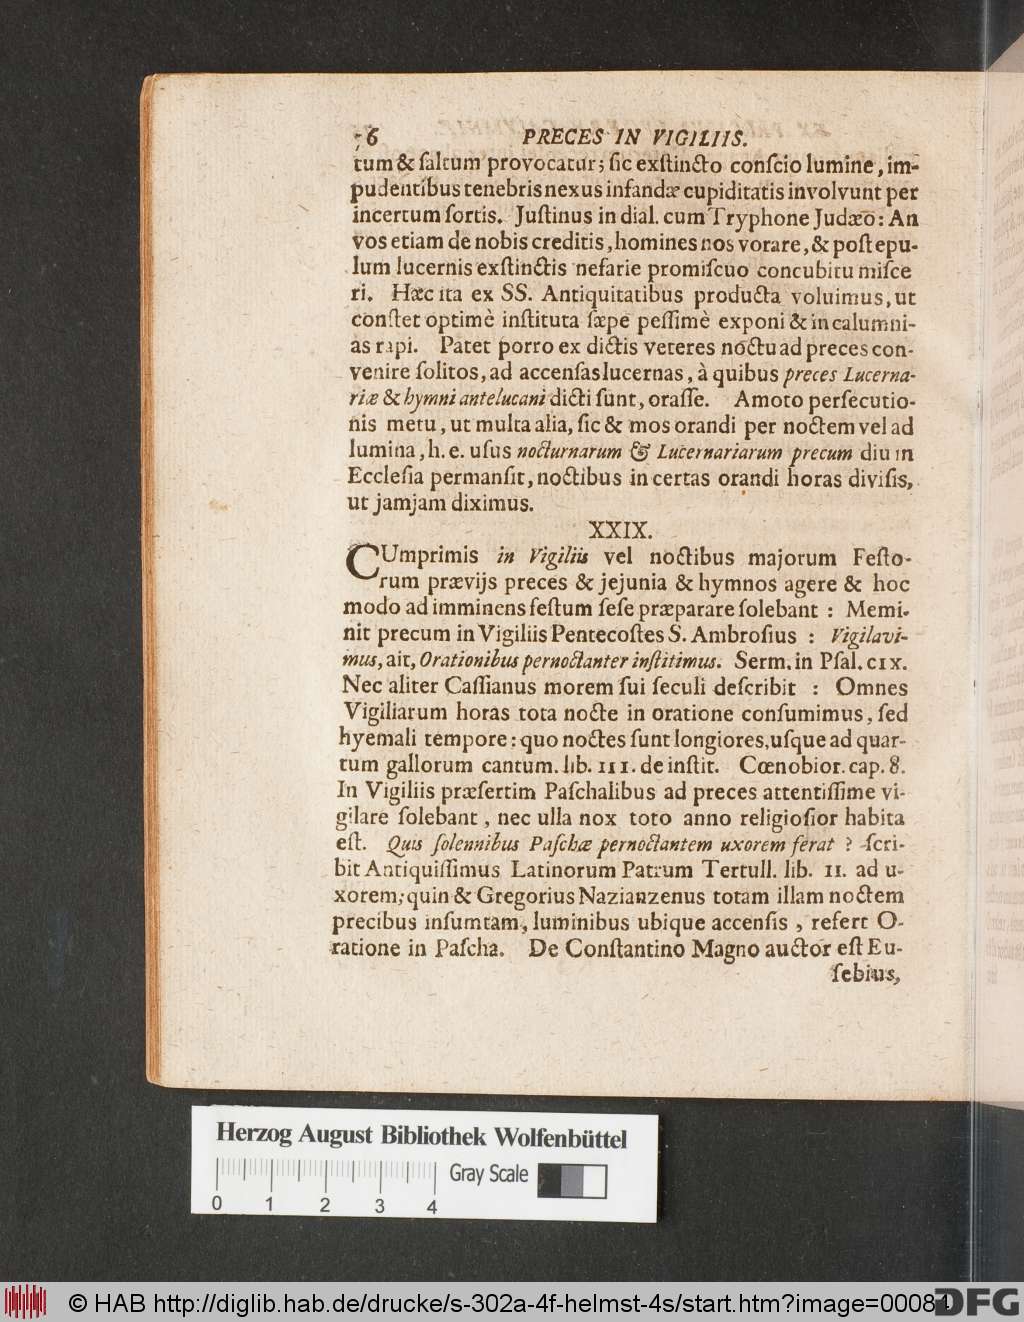 76 PRECES IN VIGILIIS.
tum & ſaltum provocatur; ſic exſtincto conſcio lumine, im-
pudentibus tenebris nexus infandæ cupiditatis involvunt per
incertum ſortis. Juſtinus in dial. cum Tryphone Judæo: An
vos etiam de nobis creditis, homines nos vorare, & poſt epu-
lum lucernis exſtinctis nefarie promiſcuo concubitu miſce
ri. Hæc ita ex SS. Antiquitatibus producta voluimus, ut
conſtet optimè inſtituta ſæpe peſſimè exponi & in calumni-
as rapi. Patet porro ex dictis veteres noctu ad preces con-
venire ſolitos, ad accenſas lucernas, à quibus preces Lucerna-
riæ & hymni antelucani dicti ſunt, oraſſe. Amoto perſecutio-
nis metu, ut multa alia, ſic & mos orandi per noctem vel ad
lumina, h. e. uſus nocturnarum & Lucernariarum precum diu in
Eccleſia permanſit, noctibus in certas orandi horas diviſis,
ut jamjam diximus.
XXIX.
CUmprimis in Vigiliis vel noctibus majorum Feſto-
rum prævijs preces & jejunia & hymnos agere & hoc
modo ad imminens feſtum ſeſe præparare ſolebant : Memi-
nit precum in Vigiliis Pentecoſtes S. Ambroſius : Vigilavi-
mus, ait, Orationibus pernoctanter inſtitimus. Serm. in Pſal. CIX.
Nec aliter Caſſianus morem ſui ſeculi deſcribit : Omnes
Vigiliarum horas tota nocte in oratione conſumimus, ſed
hyemali tempore: quo noctes ſunt longiores, uſque ad quar-
tum gallorum cantum. lib. III. de inſtit. Cœnobior. cap. 8.
In Vigiliis præſertim Paſchalibus ad preces attentiſſime vi-
gilare ſolebant, nec ulla nox toto anno religioſior habita
eſt. Quis ſolennibus Paſchæ pernoctantem uxorem ferat ? ſcri-
bit Antiquiſſimus Latinorum Patrum Tertull. lib. II. ad u-
xorem; quin & Gregorius Nazianzenus totam illam noctem
precibus inſumtam, luminibus ubique accenſis, refert O-
ratione in Paſcha. De Conſtantino Magno auctor eſt Eu-
ſebius,
Herzog August Bibliothek Wolfenbüttel
Gray Scale
0 1 2 3 4
© HAB http://diglib.hab.de/drucke/s-302a-4f-helmst-4s/start.htm?image=00084
DFG